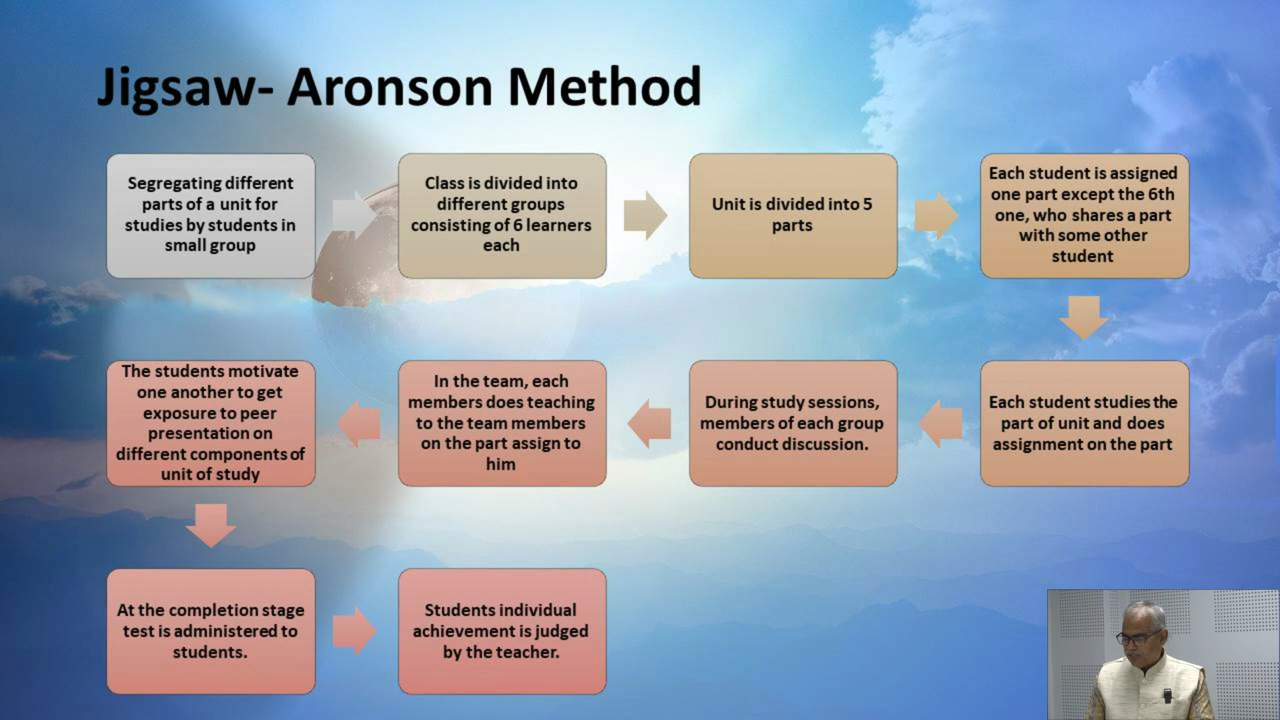 Jigsaw- Aronson Method
Segregating different
parts of a unit for
studies by students in
small group
Class is divided into
different groups
consisting of 6 learners
each
Unit is divided into 5
parts
Each student is assigned
one part except the 6th
one, who shares a part
with some other
student
Each student studies the
part of unit and does
assignment on the part
During study sessions,
members of each group
conduct discussion.
In the team, each
members does teaching
to the team members
on the part assign to
him
The students motivate
one another to get
exposure to peer
presentation on
different components of
unit of study
At the completion stage
test is administered to
students.
Students individual
achievement is judged
by the teacher.